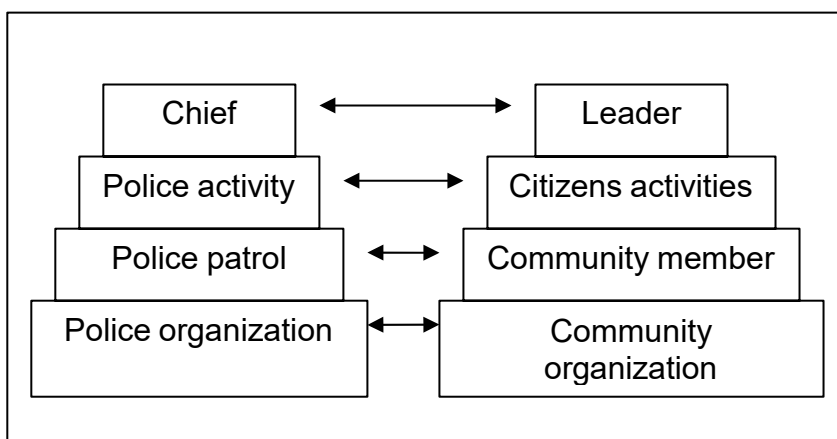 Chief
Leader
Police activity
Citizens activities
Police patrol
Community member
Police organization
Community
organization